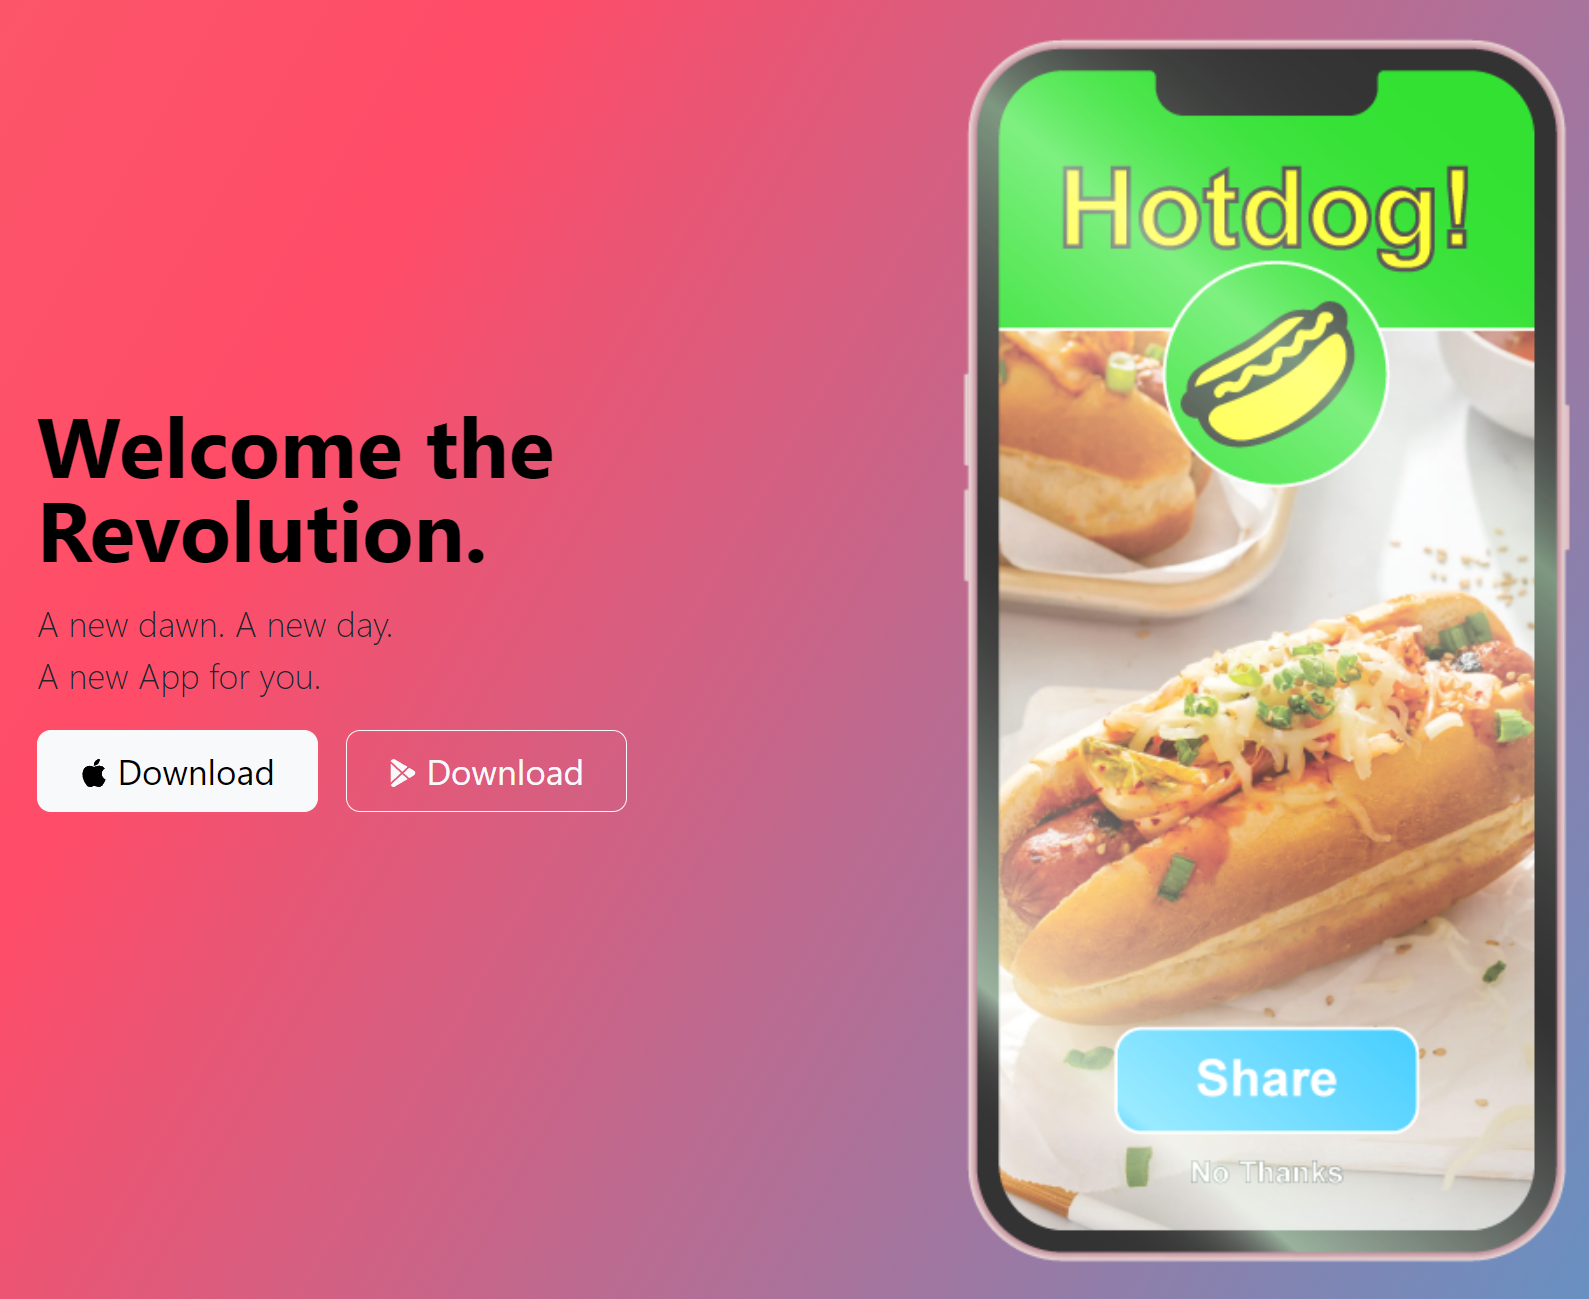 Welcome the
Revolution.
A new dawn. A new day.
A new App for you.
Download
Download
Hotdog!
Share
No Thanks